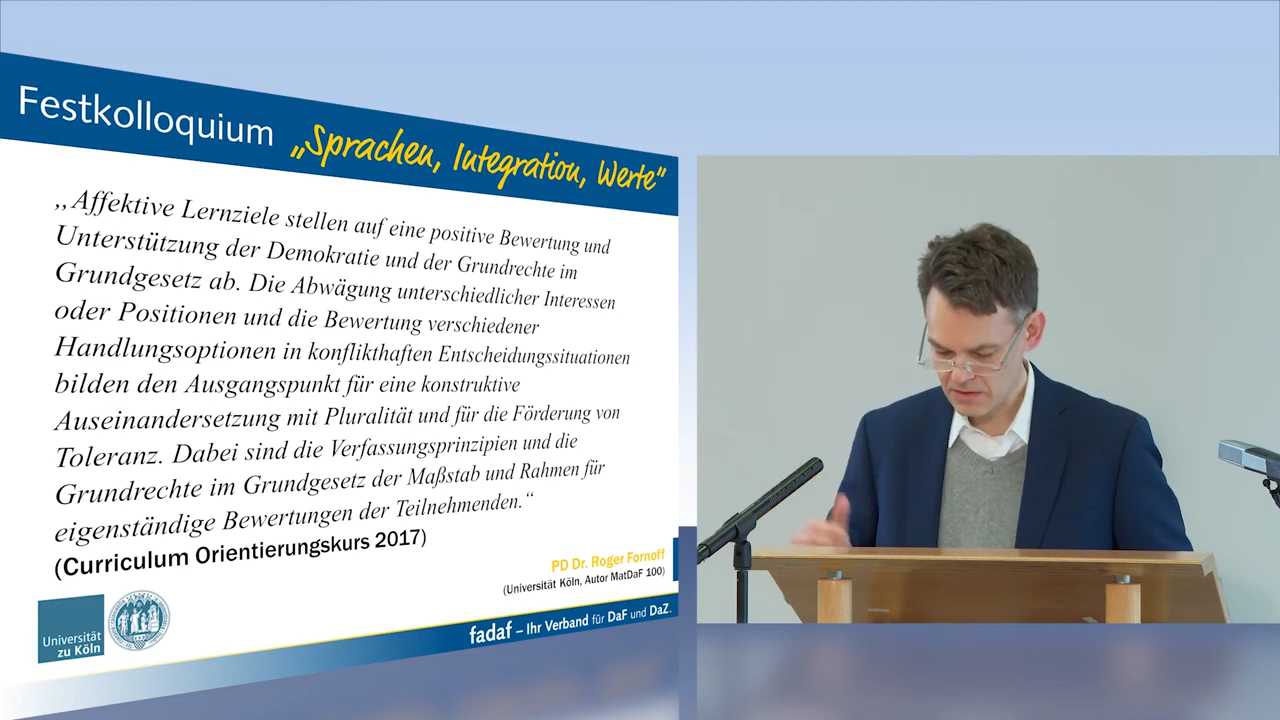 Festkolloquium „Sprachen, Integration, Werte“
,,Affektive Lernziele stellen auf eine positive Bewertung und
Unterstützung der Demokratie und der Grundrechte im
Grundgesetz ab. Die Abwägung unterschiedlicher Interessen
oder Positionen und die Bewertung verschiedener
Handlungsoptionen in konflikthaften Entscheidungssituationen
bilden den Ausgangspunkt für eine konstruktive
Auseinandersetzung mit Pluralität und für die Förderung von
Toleranz. Dabei sind die Verfassungsprinzipien und die
Grundrechte im Grundgesetz der Maßstab und Rahmen für
eigenständige Bewertungen der Teilnehmenden.“
(Curriculum Orientierungskurs 2017)
PD Dr. Roger Fornoff
(Universität Köln, Autor MatDaF 100)
Universität
zu Köln
fadaf – Ihr Verband für DaF und DaZ.